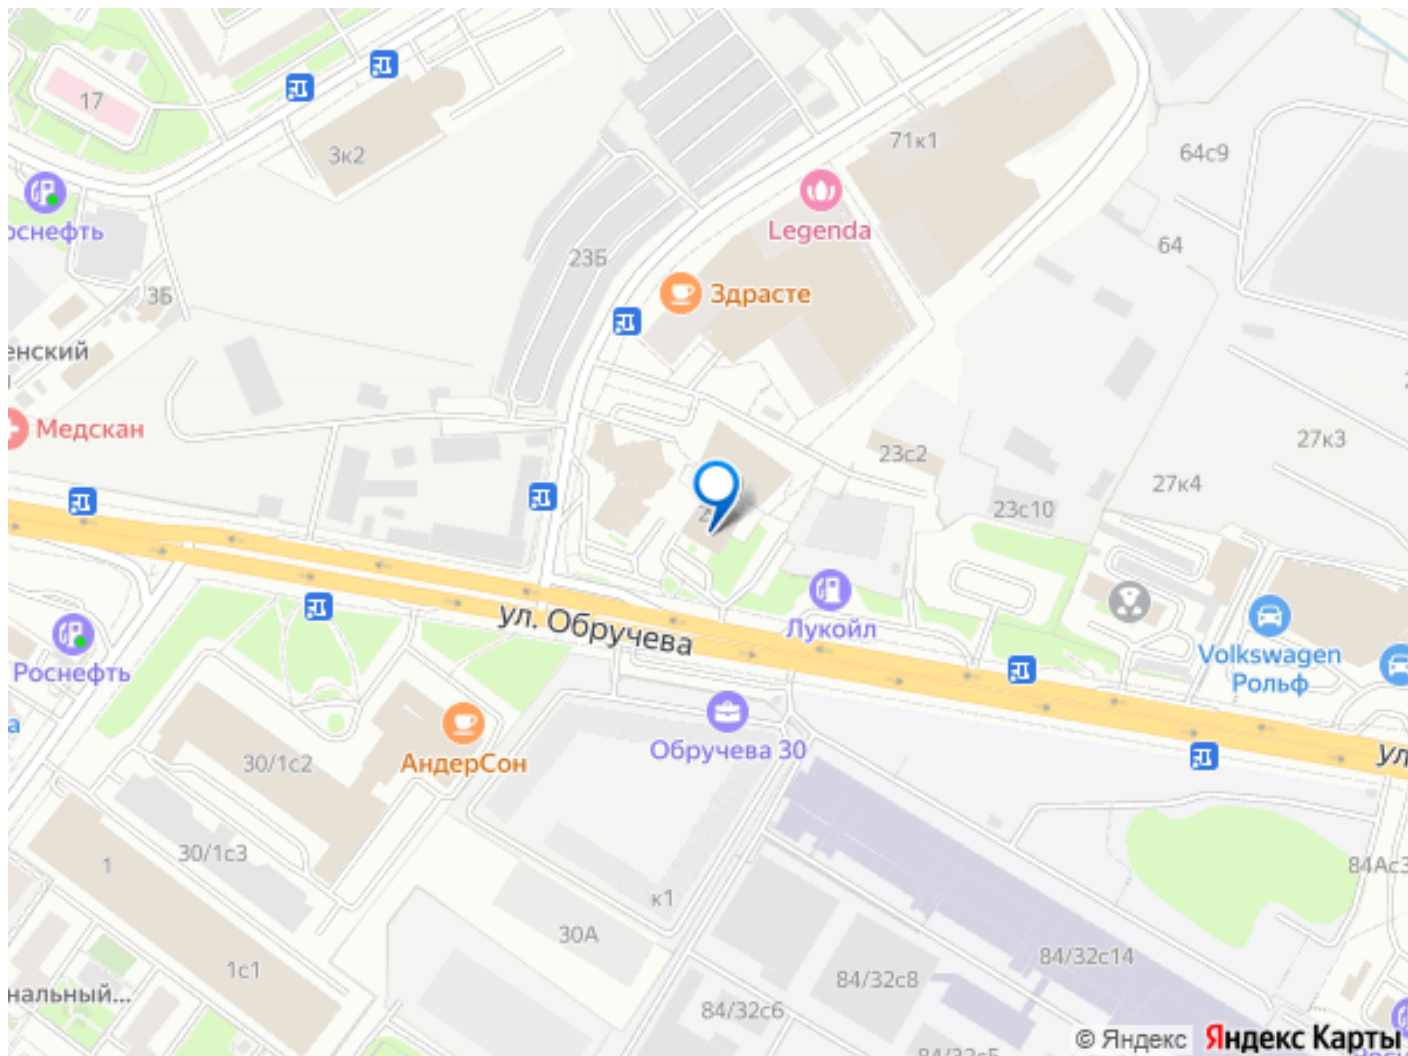 17
3к2
71к1
64с9
оснефть
Legenda
64
23Б
Здрасте
3Б
енский
Медскан
23с2
27к3
27к4
23с10
ул. Обручева
Лукойл
Роснефть
Volkswagen
Рольф
Обручева 30
АндерСон
30/1с2
ул
30/1с3
1
84Ас3
к1
30А
84/32с14
1с1
нальный...
84/32с8
84/32с6
© Яндекс
Яндекс Карты